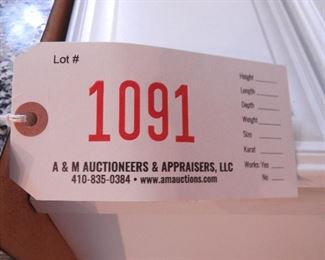 Lot #
1091
A & M AUCTIONEERS & APPRAISERS, LLC
410-835-0384 • www.amauctions.com
Height
Length
Depth
Weight
Size
Karat
Works: Yes
No